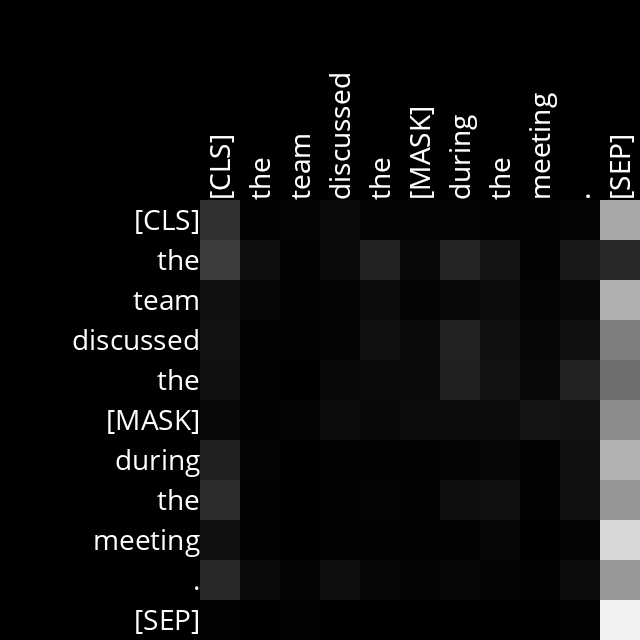 [CLS] the team discussed the [MASK] during the meeting . [SEP]
[CLS]
the
team
discussed
the
[MASK]
during
the
meeting
.
[SEP]